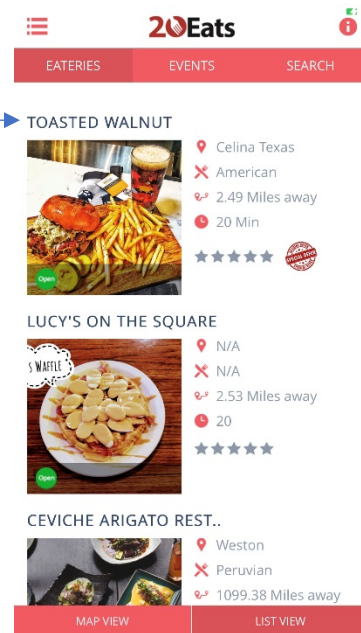 20Eats
EATERIES EVENTS SEARCH
TOASTED WALNUT
Celina Texas
American
2.49 Miles away
20 Min
Open
SPECIAL OFFER
LUCY'S ON THE SQUARE
N/A
S WAFFLE
N/A
2.53 Miles away
20
Open
CEVICHE ARIGATO REST..
Weston
Peruvian
1099.38 Miles away
MAP VIEW LIST VIEW